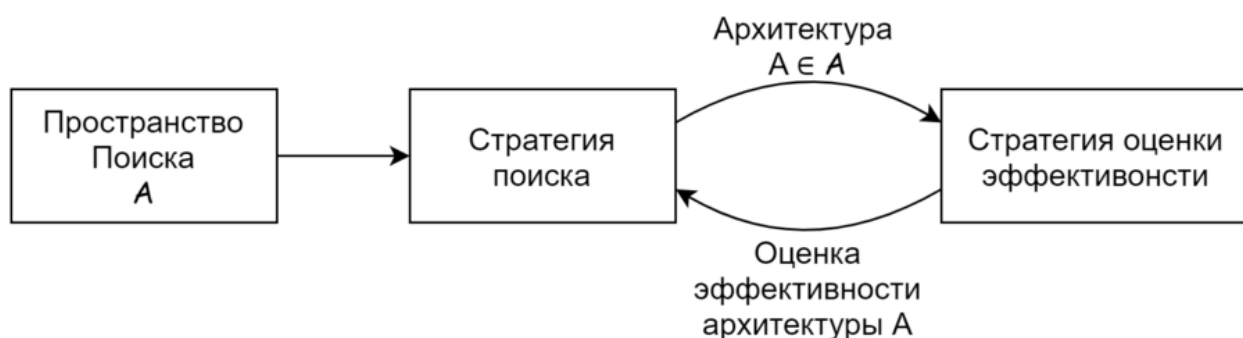 Пространство
Поиска
𝒜
Стратегия
поиска
Архитектура
A ∈ 𝒜
Стратегия оценки
эффективонсти
Оценка
эффективности
архитектуры A